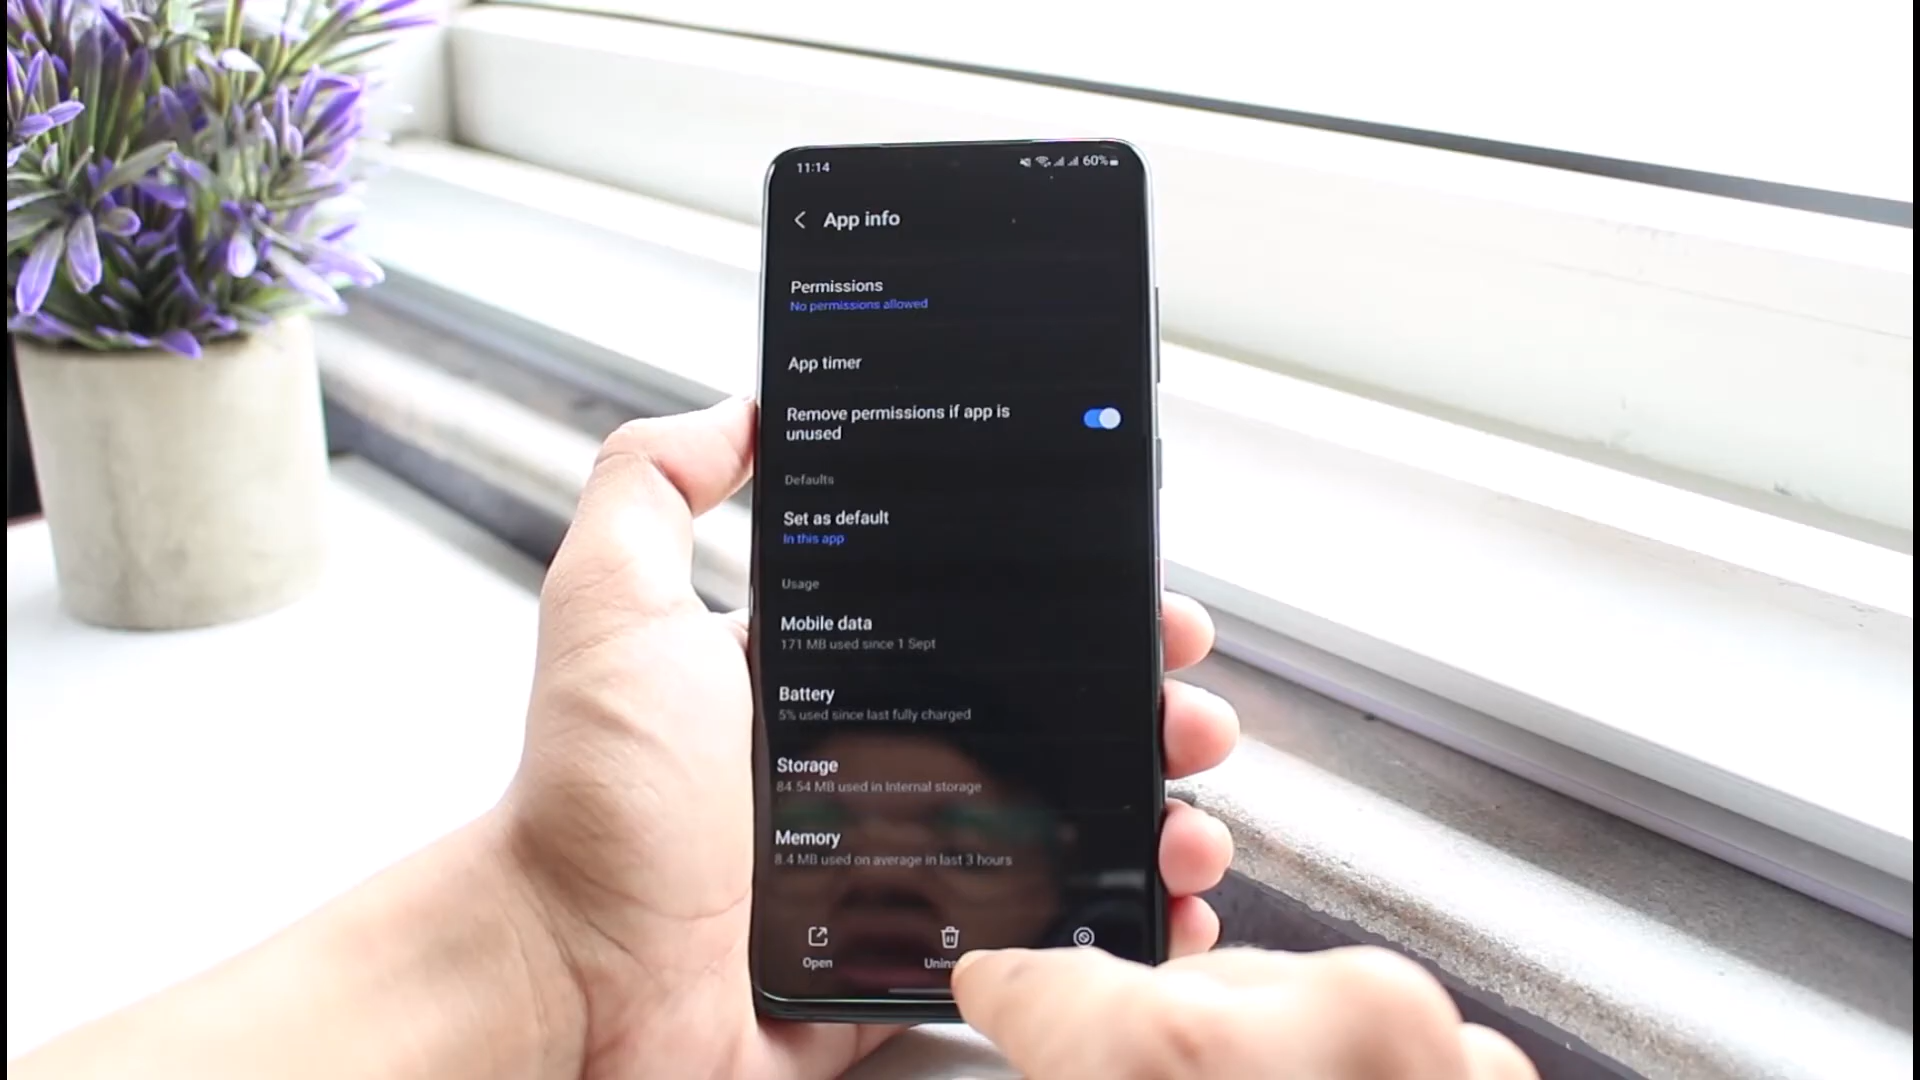 11:14
60%
App info
Permissions
No permissions allowed
App timer
Remove permissions if app is
unused
Defaults
Set as default
In this app
Usage
Mobile data
171 MB used since 1 Sept
Battery
5% used since last fully charged
Storage
84.54 MB used in Internal storage
Memory
8.4 MB used on average in last 3 hours
Open